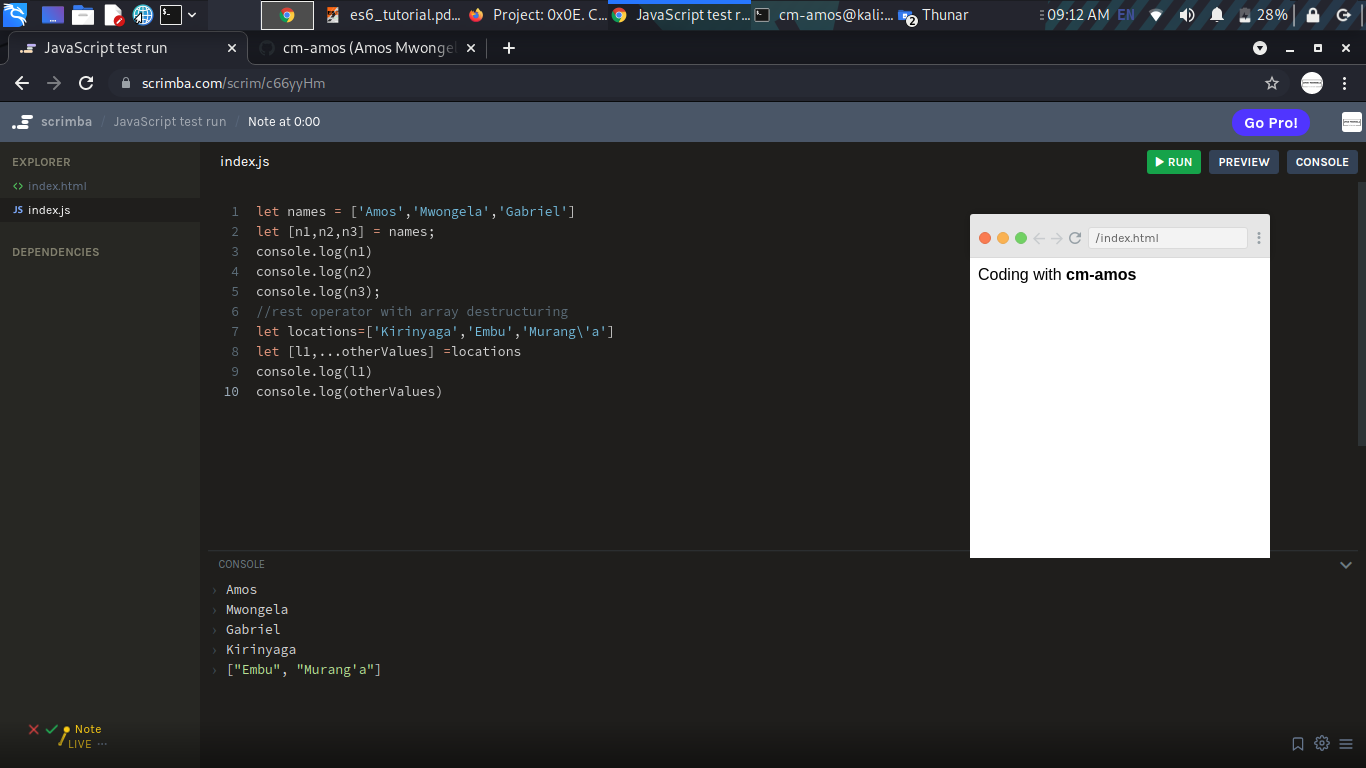 es6_tutorial.pd... Project: 0x0E. C... JavaScript test r... cm-amos@kali:... 2 Thunar 09:12 AM EN 28%
JavaScript test run cm-amos (Amos Mwongel
scrimba.com/scrim/c66yyHm
scrimba / JavaScript test run / Note at 0:00 Go Pro!
EXPLORER
<> index.html
JS index.js
DEPENDENCIES
index.js RUN PREVIEW CONSOLE
1 let names = ['Amos','Mwongela','Gabriel']
2 let [n1,n2,n3] = names;
3 console.log(n1)
4 console.log(n2)
5 console.log(n3);
6 //rest operator with array destructuring
7 let locations=['Kirinyaga','Embu','Murang\'a']
8 let [l1,...otherValues] =locations
9 console.log(l1)
10 console.log(otherValues)
/index.html
Coding with cm-amos
CONSOLE
› Amos
› Mwongela
› Gabriel
› Kirinyaga
› ["Embu", "Murang'a"]
Note
LIVE ...